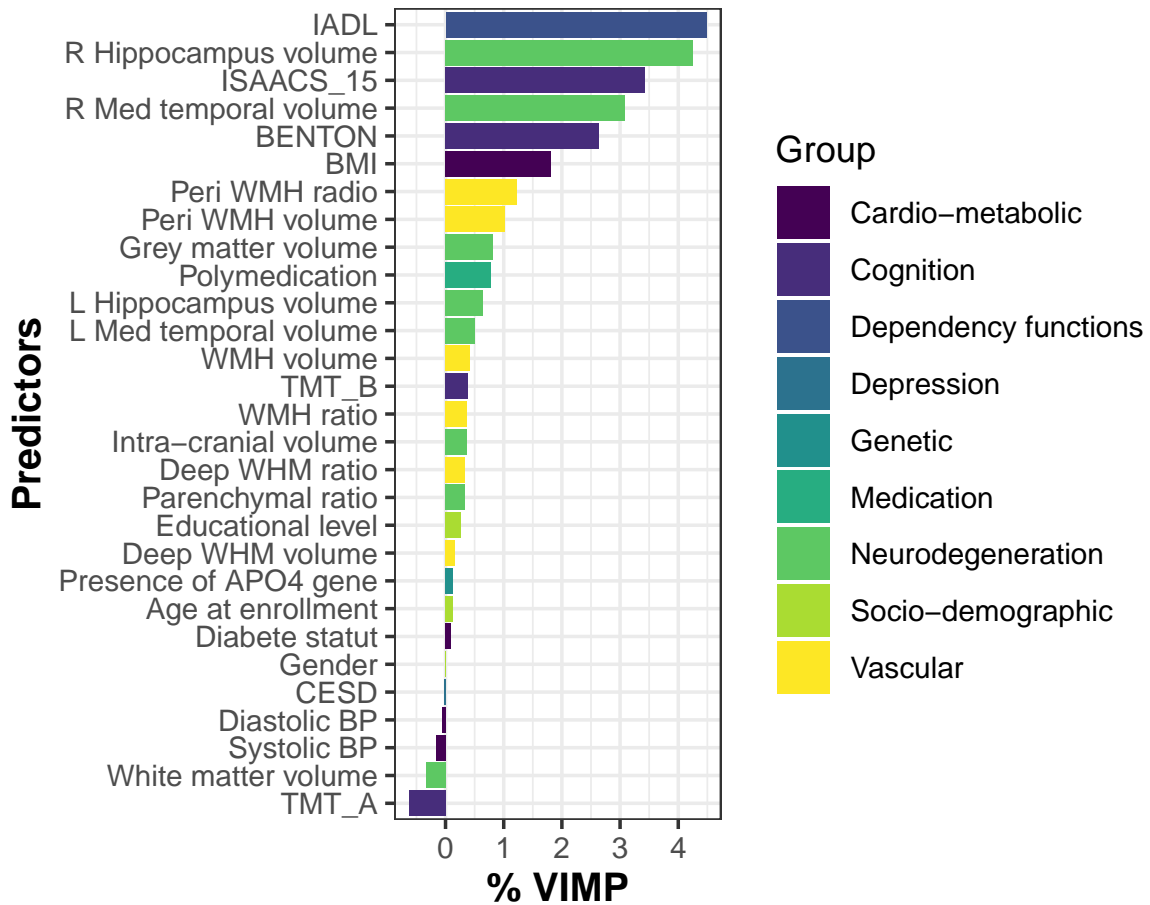 IADL
R Hippocampus volume
ISAACS_15
R Med temporal volume
BENTON
BMI
Peri WMH radio
Peri WMH volume
Grey matter volume
Polymedication
L Hippocampus volume
L Med temporal volume
WMH volume
TMT_B
WMH ratio
Intra−cranial volume
Deep WHM ratio
Parenchymal ratio
Educational level
Deep WHM volume
Presence of APO4 gene
Age at enrollment
Diabete statut
Gender
CESD
Diastolic BP
Systolic BP
White matter volume
TMT_A
Predictors
0 1 2 3 4
% VIMP
Group
Cardio−metabolic
Cognition
Dependency functions
Depression
Genetic
Medication
Neurodegeneration
Socio−demographic
Vascular